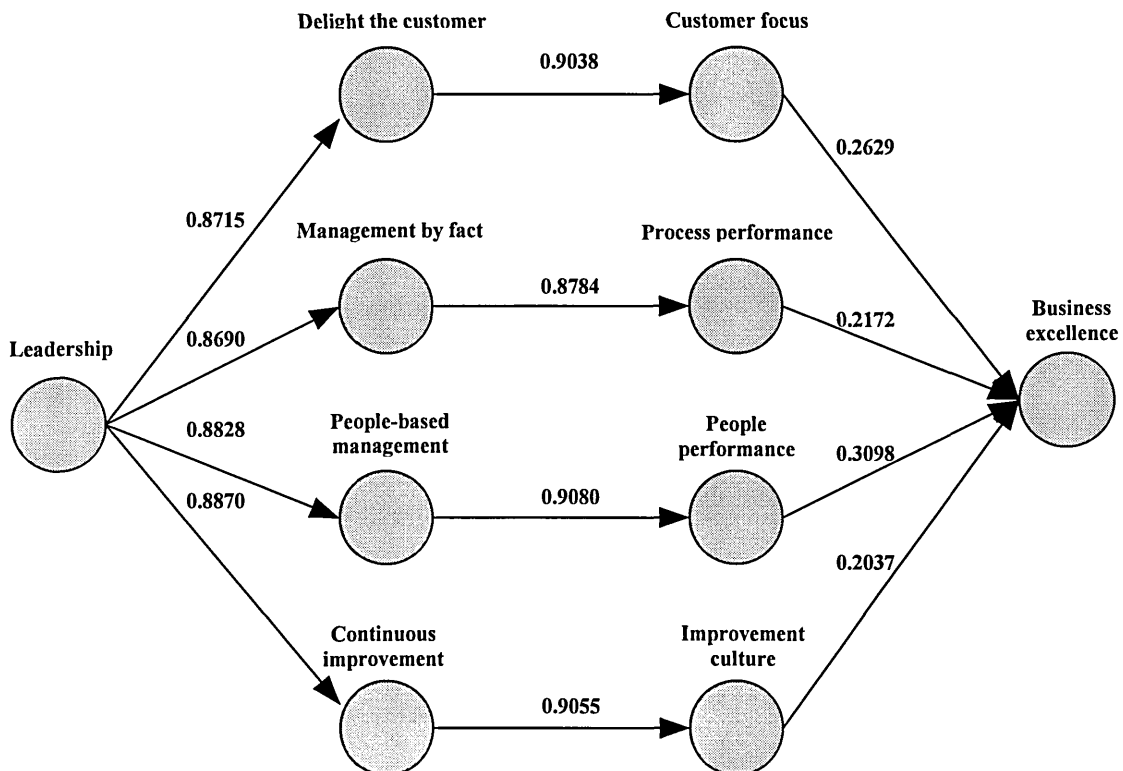 Delight the customer
Customer focus
0.9038
0.2629
0.8715
Management by fact
Process performance
0.8784
Business
excellence
0.2172
0.8690
Leadership
People-based
management
People
performance
0.8828
0.3098
0.8870
0.9080
0.2037
Continuous
improvement
Improvement
culture
0.9055